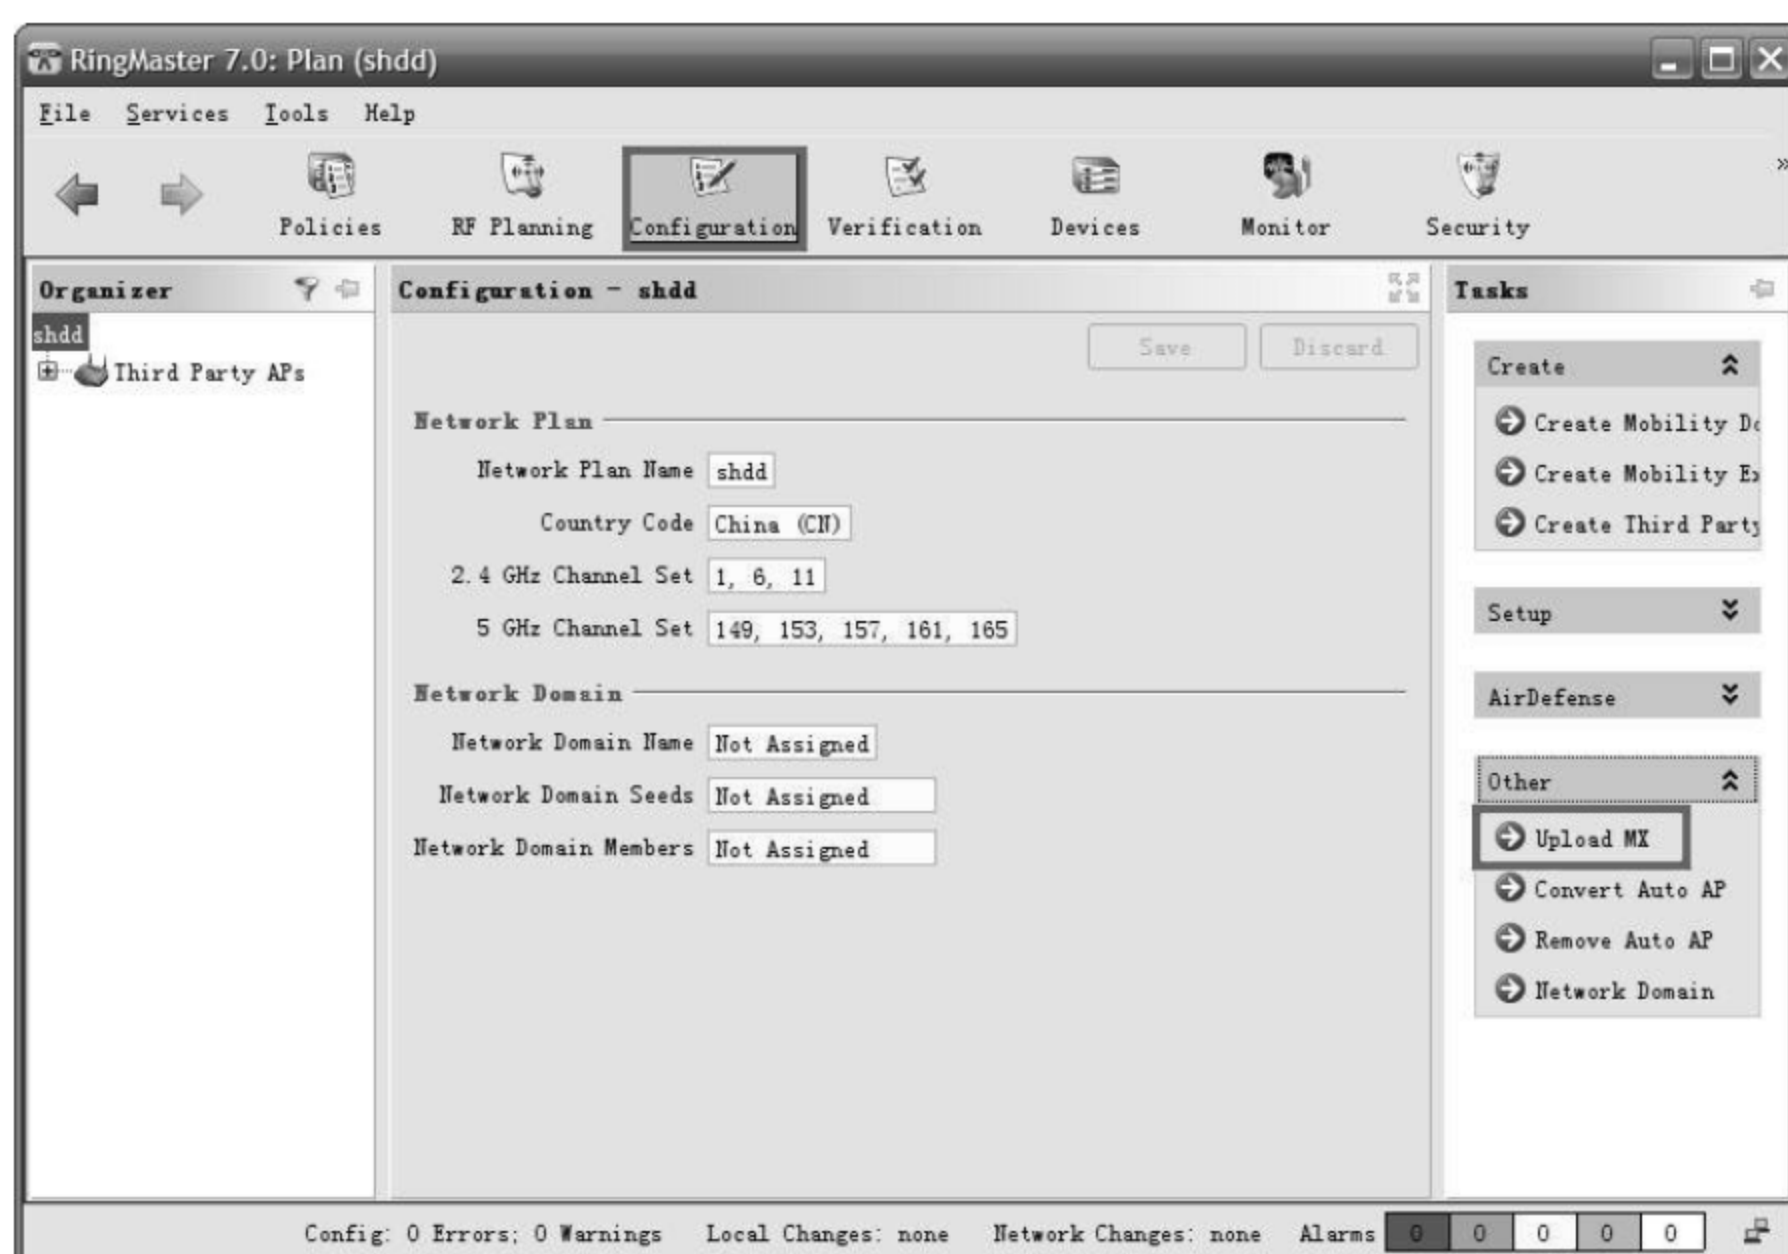 RingMaster 7.0: Plan (shdd)
File Services Tools Help
Policies RF Planning Configuration Verification Devices Monitor Security
Organizer
shdd
Third Party APs
Configuration - shdd
Save Discard
Network Plan
Network Plan Name shdd
Country Code China (CN)
2.4 GHz Channel Set 1, 6, 11
5 GHz Channel Set 149, 153, 157, 161, 165
Network Domain
Network Domain Name Not Assigned
Network Domain Seeds Not Assigned
Network Domain Members Not Assigned
Tasks
Create
Create Mobility Do
Create Mobility Ex
Create Third Party
Setup
AirDefense
Other
Upload MX
Convert Auto AP
Remove Auto AP
Network Domain
Config: 0 Errors; 0 Warnings Local Changes: none Network Changes: none Alarms 0 0 0 0 0